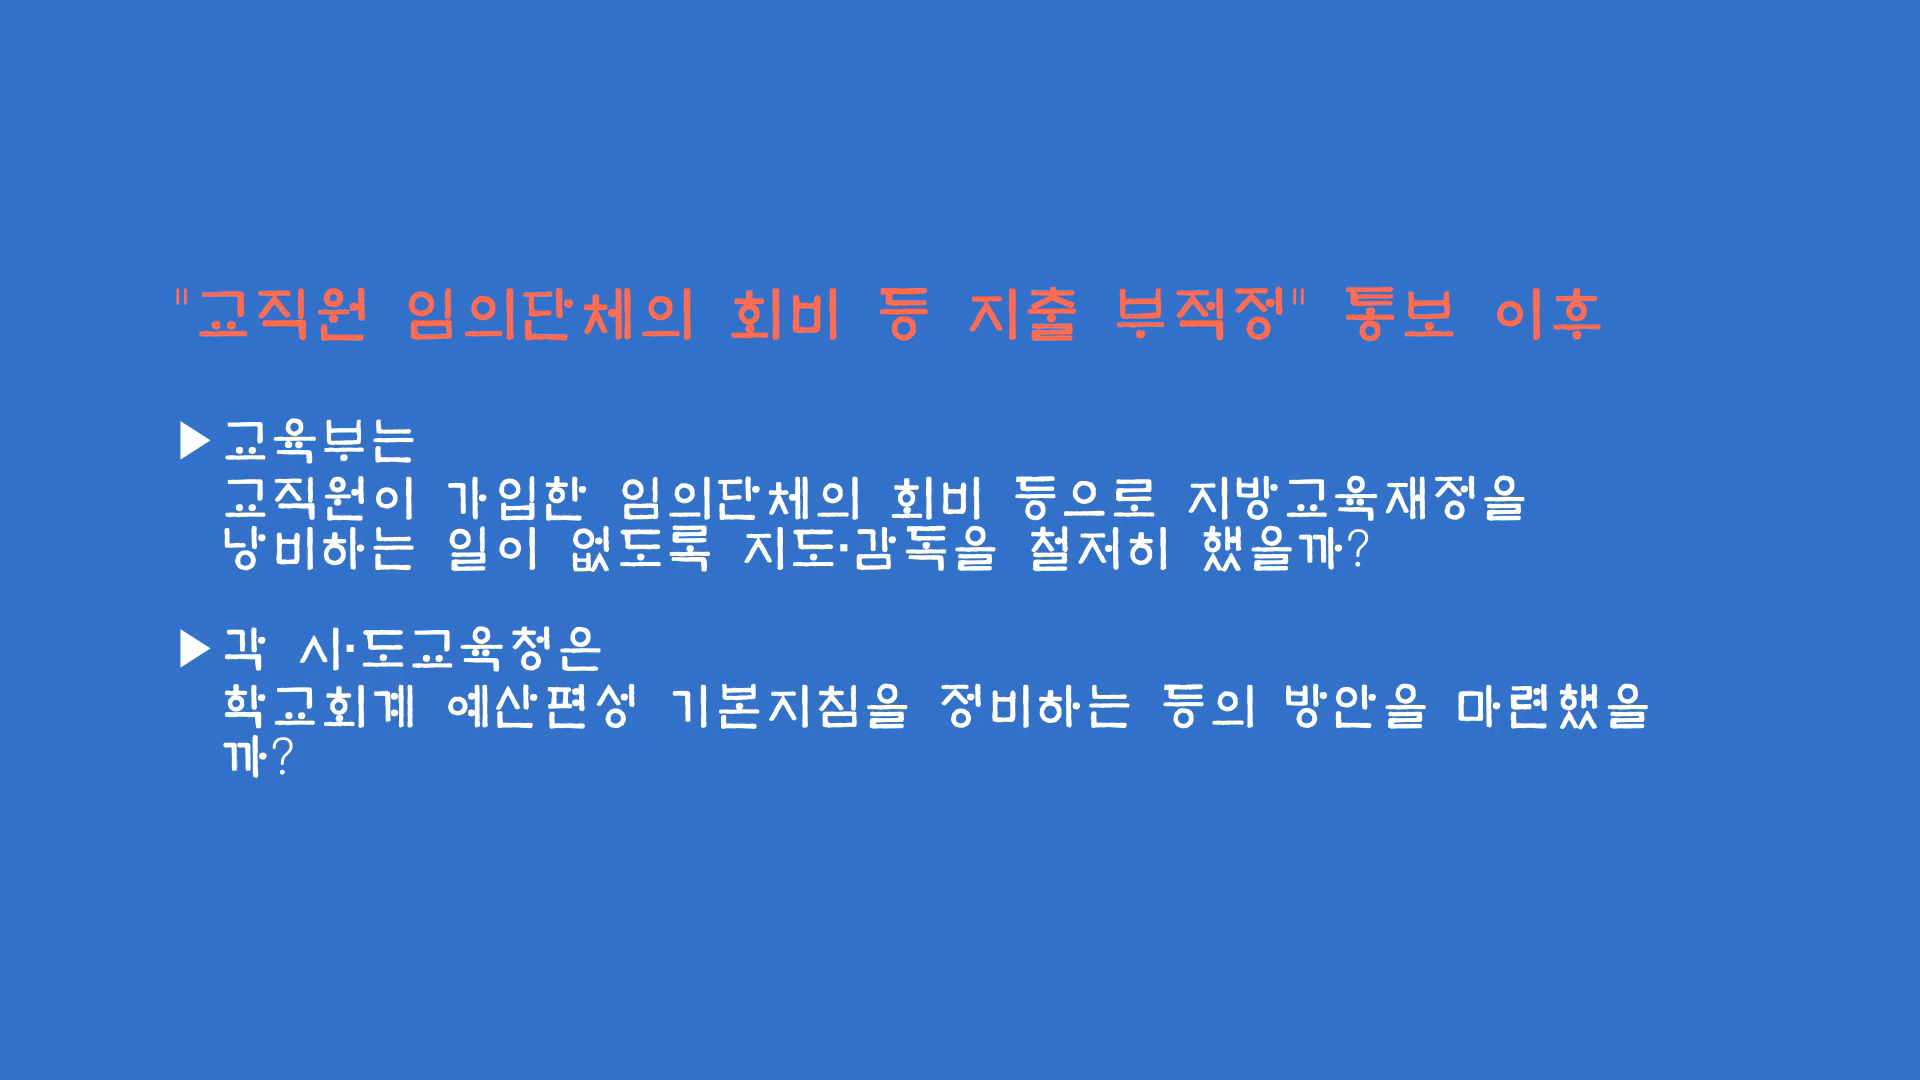 "교직원 임의단체의 회비 등 지출 부적정" 통보 이후
▶교육부는
교직원이 가입한 임의단체의 회비 등으로 지방교육재정을
낭비하는 일이 없도록 지도·감독을 철저히 했을까?
▶각 시·도교육청은
학교회계 예산편성 기본지침을 정비하는 등의 방안을 마련했을
까?